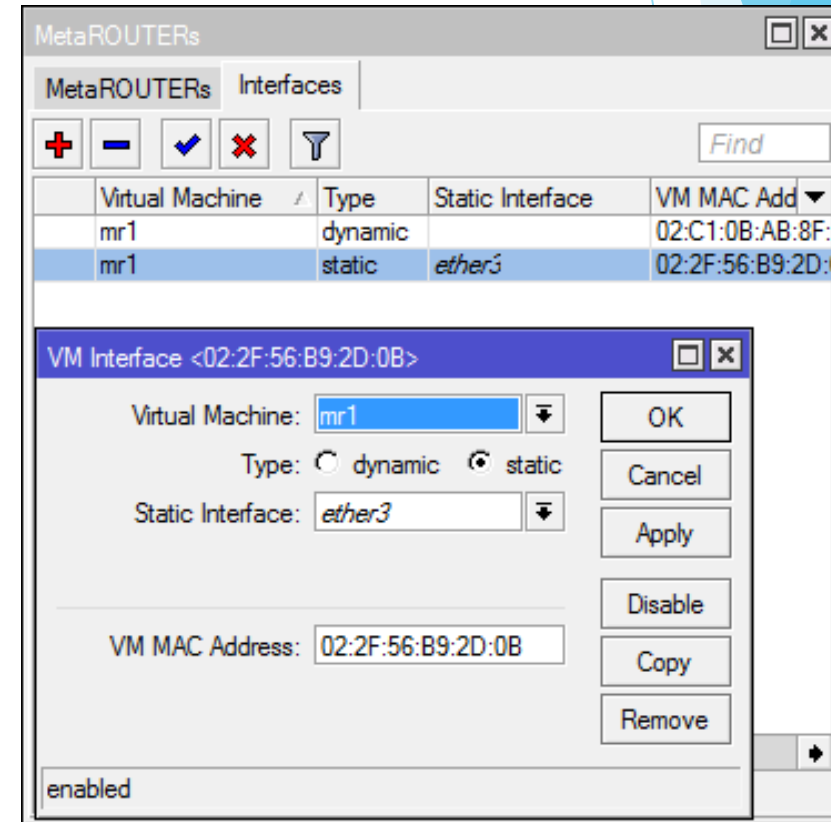 MetaROUTERs
MetaROUTERs Interfaces
Find
Virtual Machine Type Static Interface VM MAC Add
mr1 dynamic 02:C1:0B:AB:8F:
mr1 static ether3 02:2F:56:B9:2D:
VM Interface <02:2F:56:B9:2D:0B>
Virtual Machine: mr1 OK
Type: dynamic static Cancel
Static Interface: ether3 Apply
Disable
VM MAC Address: 02:2F:56:B9:2D:0B Copy
Remove
enabled